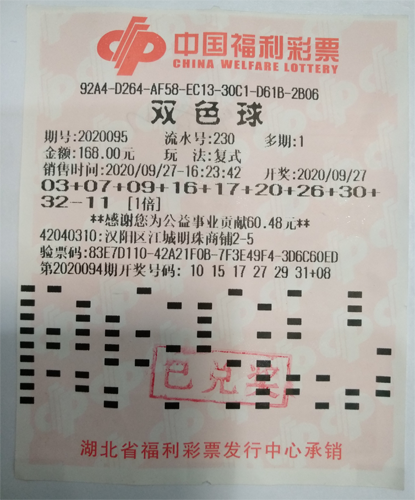 中国福利彩票
CHINA WELFARE LOTTERY
92A4-D264-AF58-EC13-30C1-D61B-2B06
双色球
期号:2020095 流水号:230 多期:1
金额:168.00元 玩 法:复式
销售时间:2020/09/27-16:23:42 开奖:2020/09/27
03+07+09+16+17+20+26+30+
32-11 [1倍]
**感谢您为公益事业贡献60.48元**
42040310:汉阳区江城明珠商铺2-5
验票码:83E7D110-42A21F0B-7F3E49F4-3D6C60ED
第2020094期开奖号码: 10 15 17 27 29 31+08
已兑奖
湖北省福利彩票发行中心承销